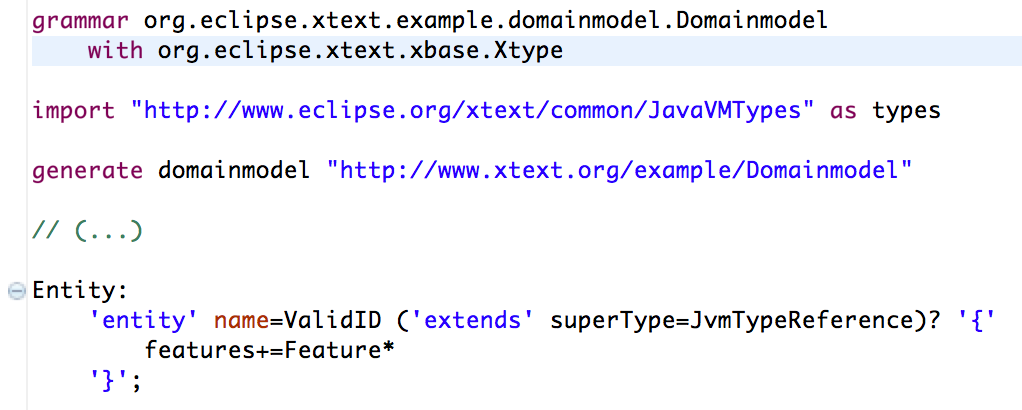 grammar org.eclipse.xtext.example.domainmodel.Domainmodel
    with org.eclipse.xtext.xbase.Xtype
import "http://www.eclipse.org/xtext/common/JavaVMTypes" as types
generate domainmodel "http://www.xtext.org/example/Domainmodel"
// (...)
Entity:
    'entity' name=ValidID ('extends' superType=JvmTypeReference)? '{'
        features+=Feature*
    '}';